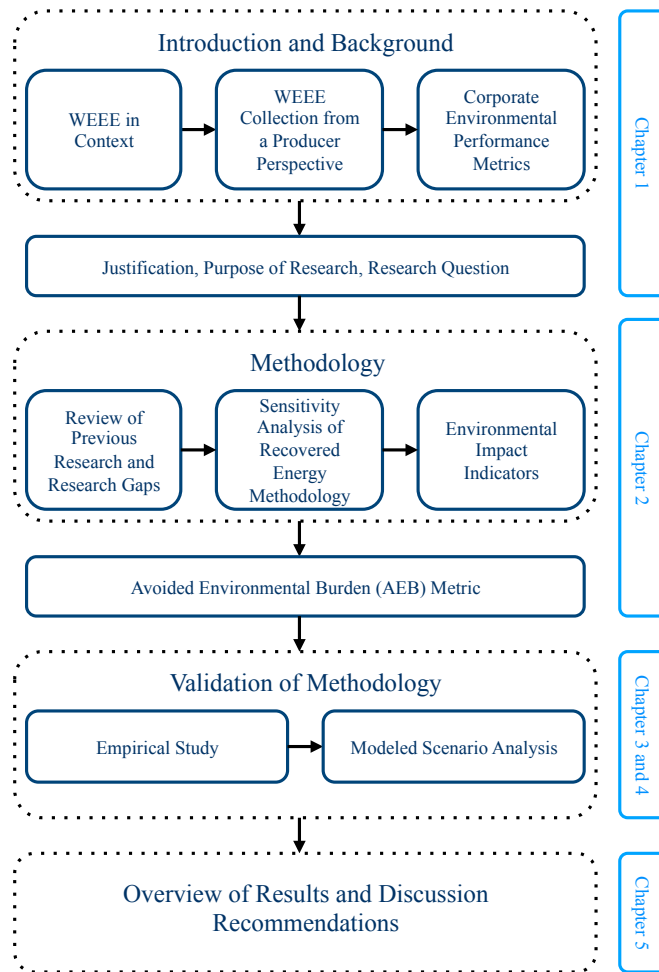 Introduction and Background
WEEE in
Context
WEEE
Collection from
a Producer
Perspective
Corporate
Environmental
Performance
Metrics
Chapter 1
Justification, Purpose of Research, Research Question
Methodology
Review of
Previous
Research and
Research Gaps
Sensitivity
Analysis of
Recovered
Energy
Methodology
Environmental
Impact
Indicators
Chapter 2
Avoided Environmental Burden (AEB) Metric
Validation of Methodology
Empirical Study
Modeled Scenario Analysis
Chapter 3 and 4
Overview of Results and Discussion
Recommendations
Chapter 5